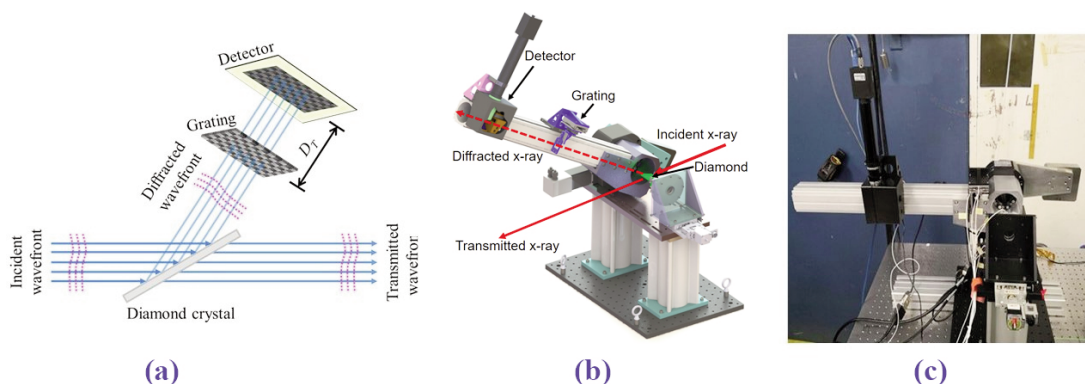 Detector
Grating
D_T
Diffracted
wavefront
Incident
wavefront
Transmitted
wavefron
Diamond crystal
(a)
Detector
Grating
Incident x-ray
Diffracted x-ray
Diamond
Transmitted x-ray
(b)
(c)